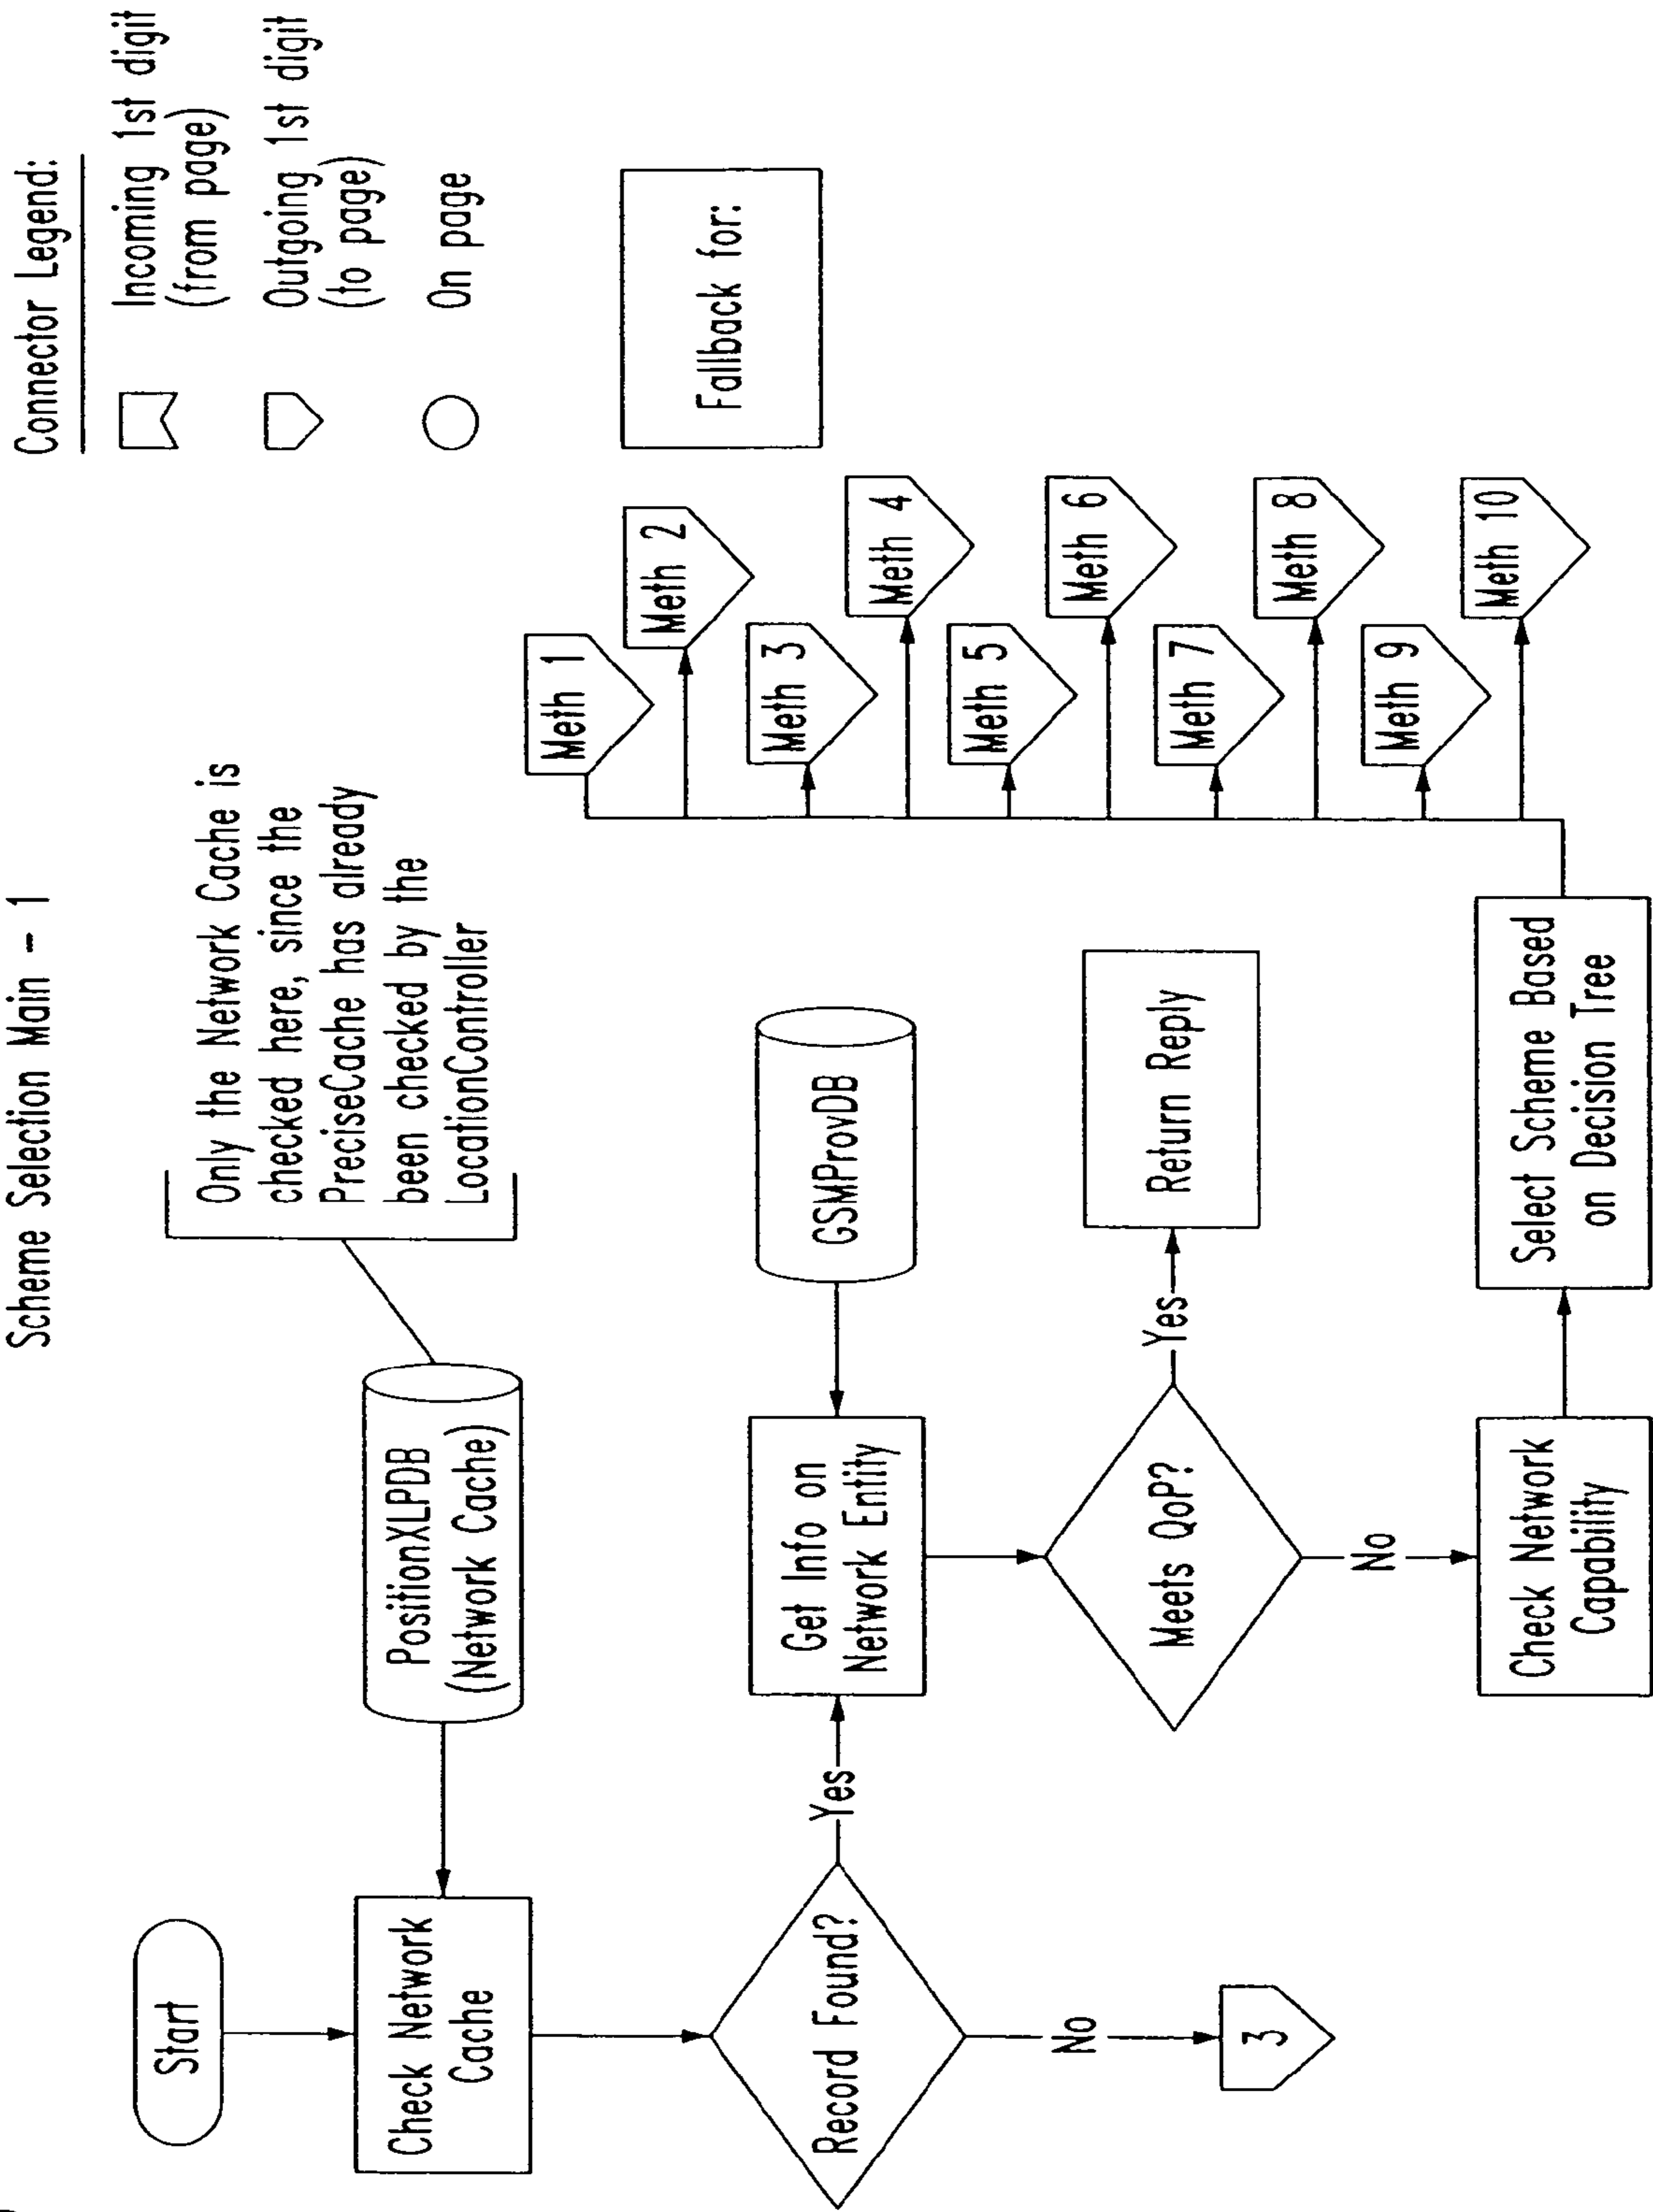 Scheme Selection Main - 1
Connector Legend:
Incoming 1st digit
(from page)
Outgoing 1st digit
(to page)
On page
Fallback for:
Only the Network Cache is
checked here, since the
PreciseCache has already
been checked by the
LocationController
Start
PositionXLPDB
(Network Cache)
Check Network
Cache
Record Found?
Yes
No
3
Get Info on
Network Entity
GSMProvDB
Meets QoP?
Yes
Return Reply
No
Check Network
Capability
Select Scheme Based
on Decision Tree
Meth 1
Meth 2
Meth 3
Meth 4
Meth 5
Meth 6
Meth 7
Meth 8
Meth 9
Meth 10